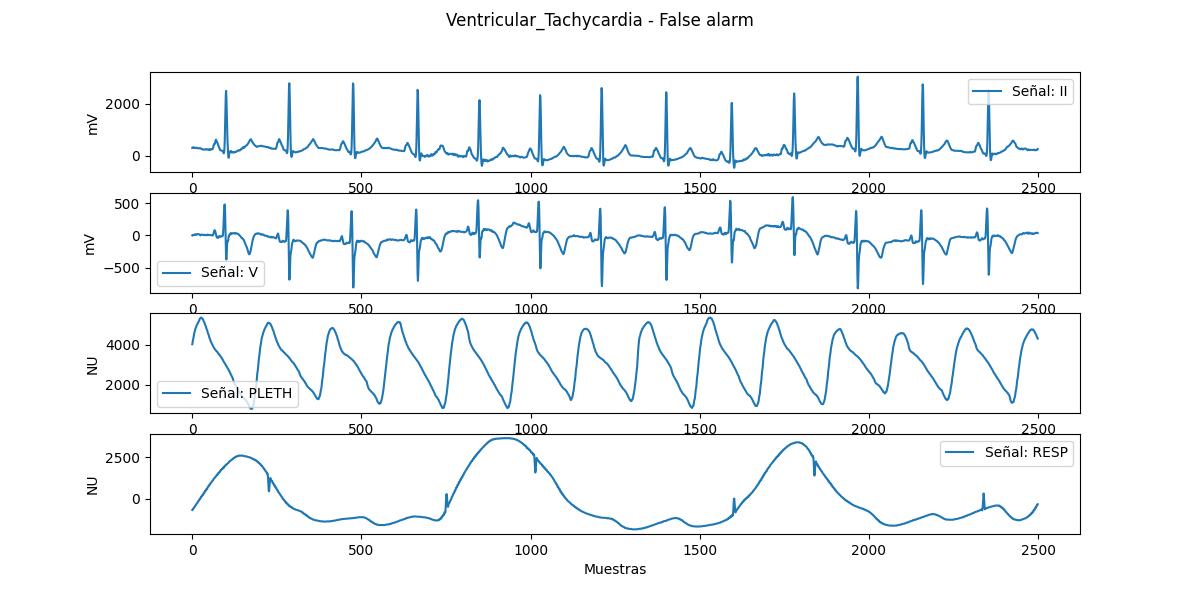 Ventricular_Tachycardia - False alarm
2000
0
mV
Señal: II
0 500 1000 1500 2000 2500
500
0
−500
mV
Señal: V
0 500 1000 1500 2000 2500
4000
2000
NU
Señal: PLETH
0 500 1000 1500 2000 2500
2500
0
NU
Señal: RESP
0 500 1000 1500 2000 2500
Muestras